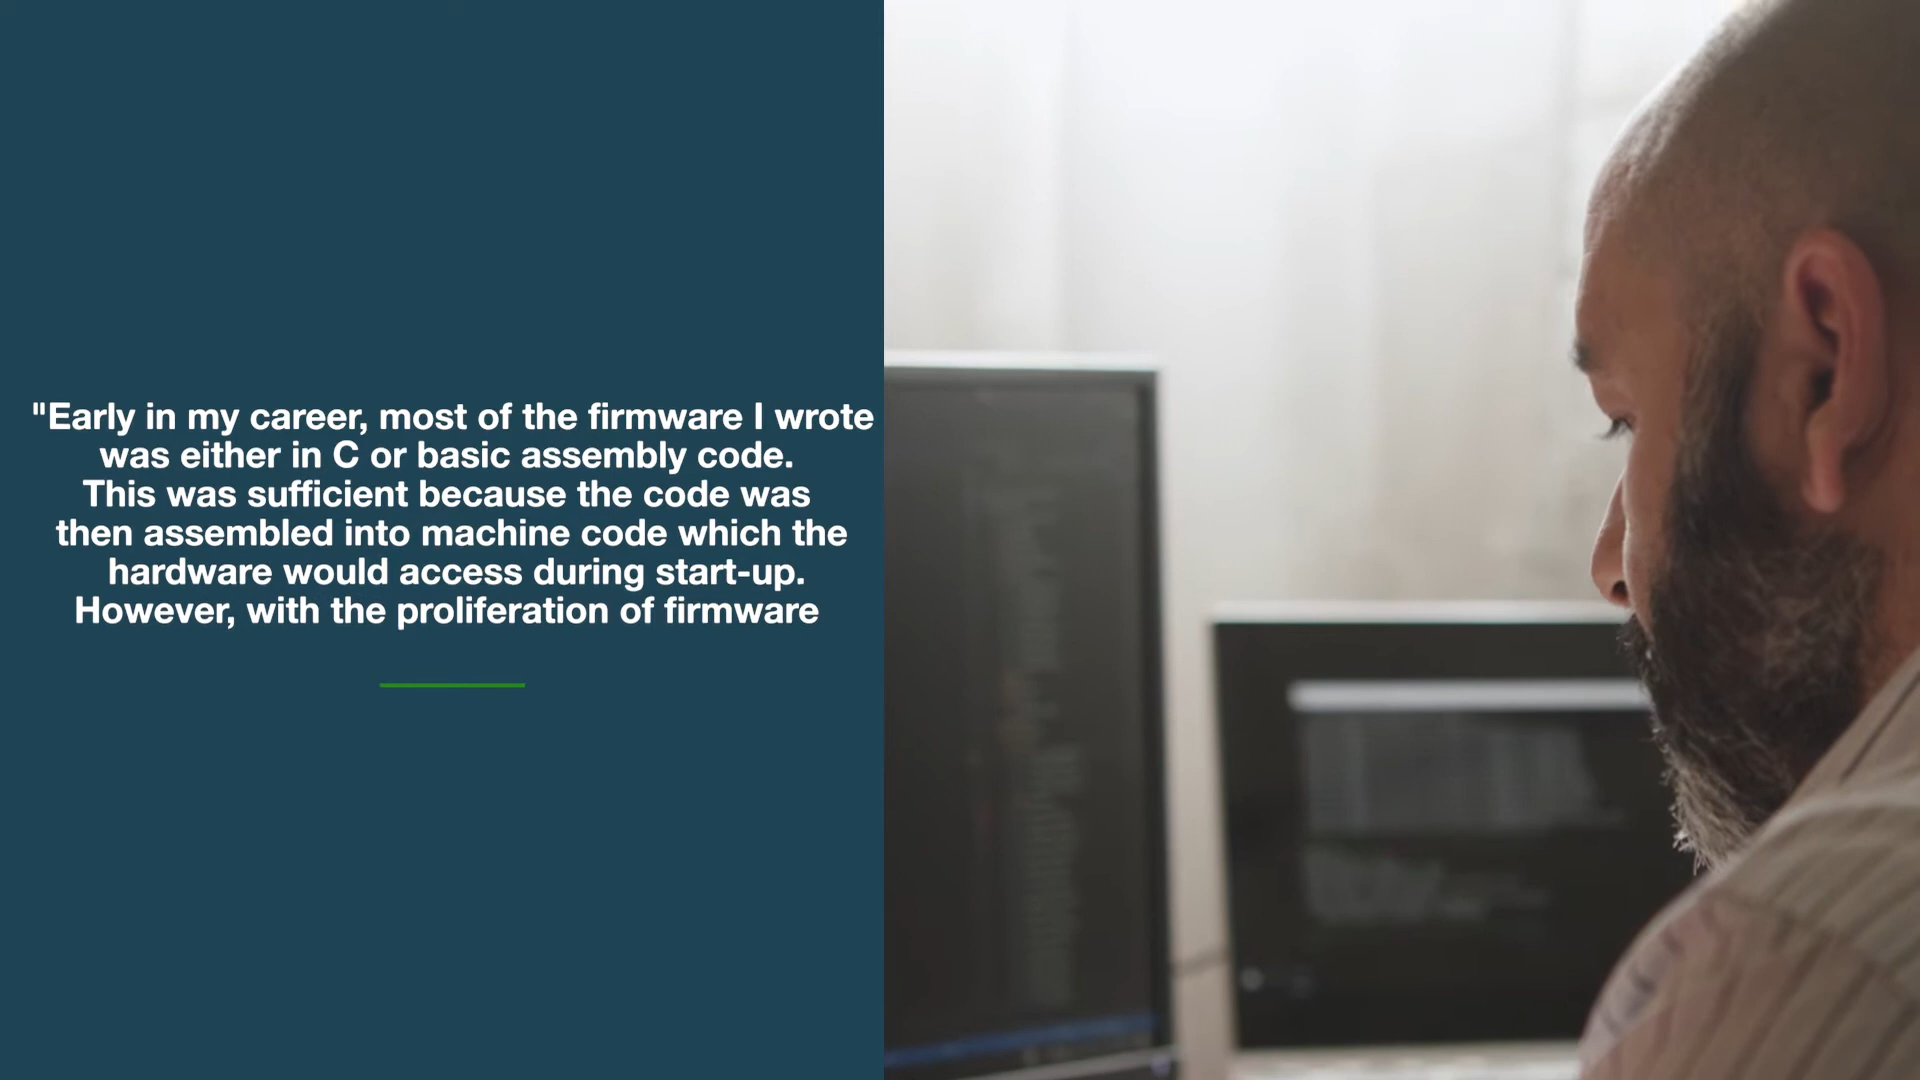 "Early in my career, most of the firmware I wrote
was either in C or basic assembly code.
This was sufficient because the code was
then assembled into machine code which the
hardware would access during start-up.
However, with the proliferation of firmware